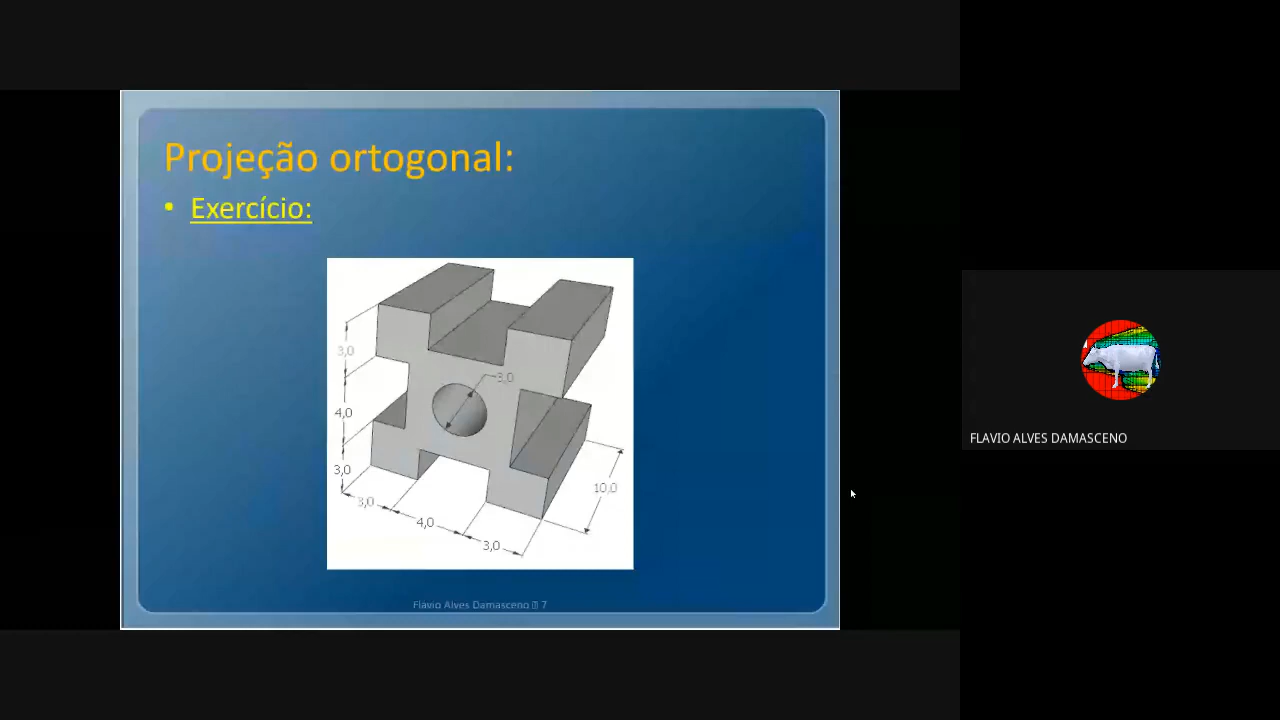 Projeção ortogonal:
• Exercício:
3,0
3,0
4,0
3,0
3,0
4,0
3,0
10,0
FLAVIO ALVES DAMASCENO
Flávio Alves Damasceno 7